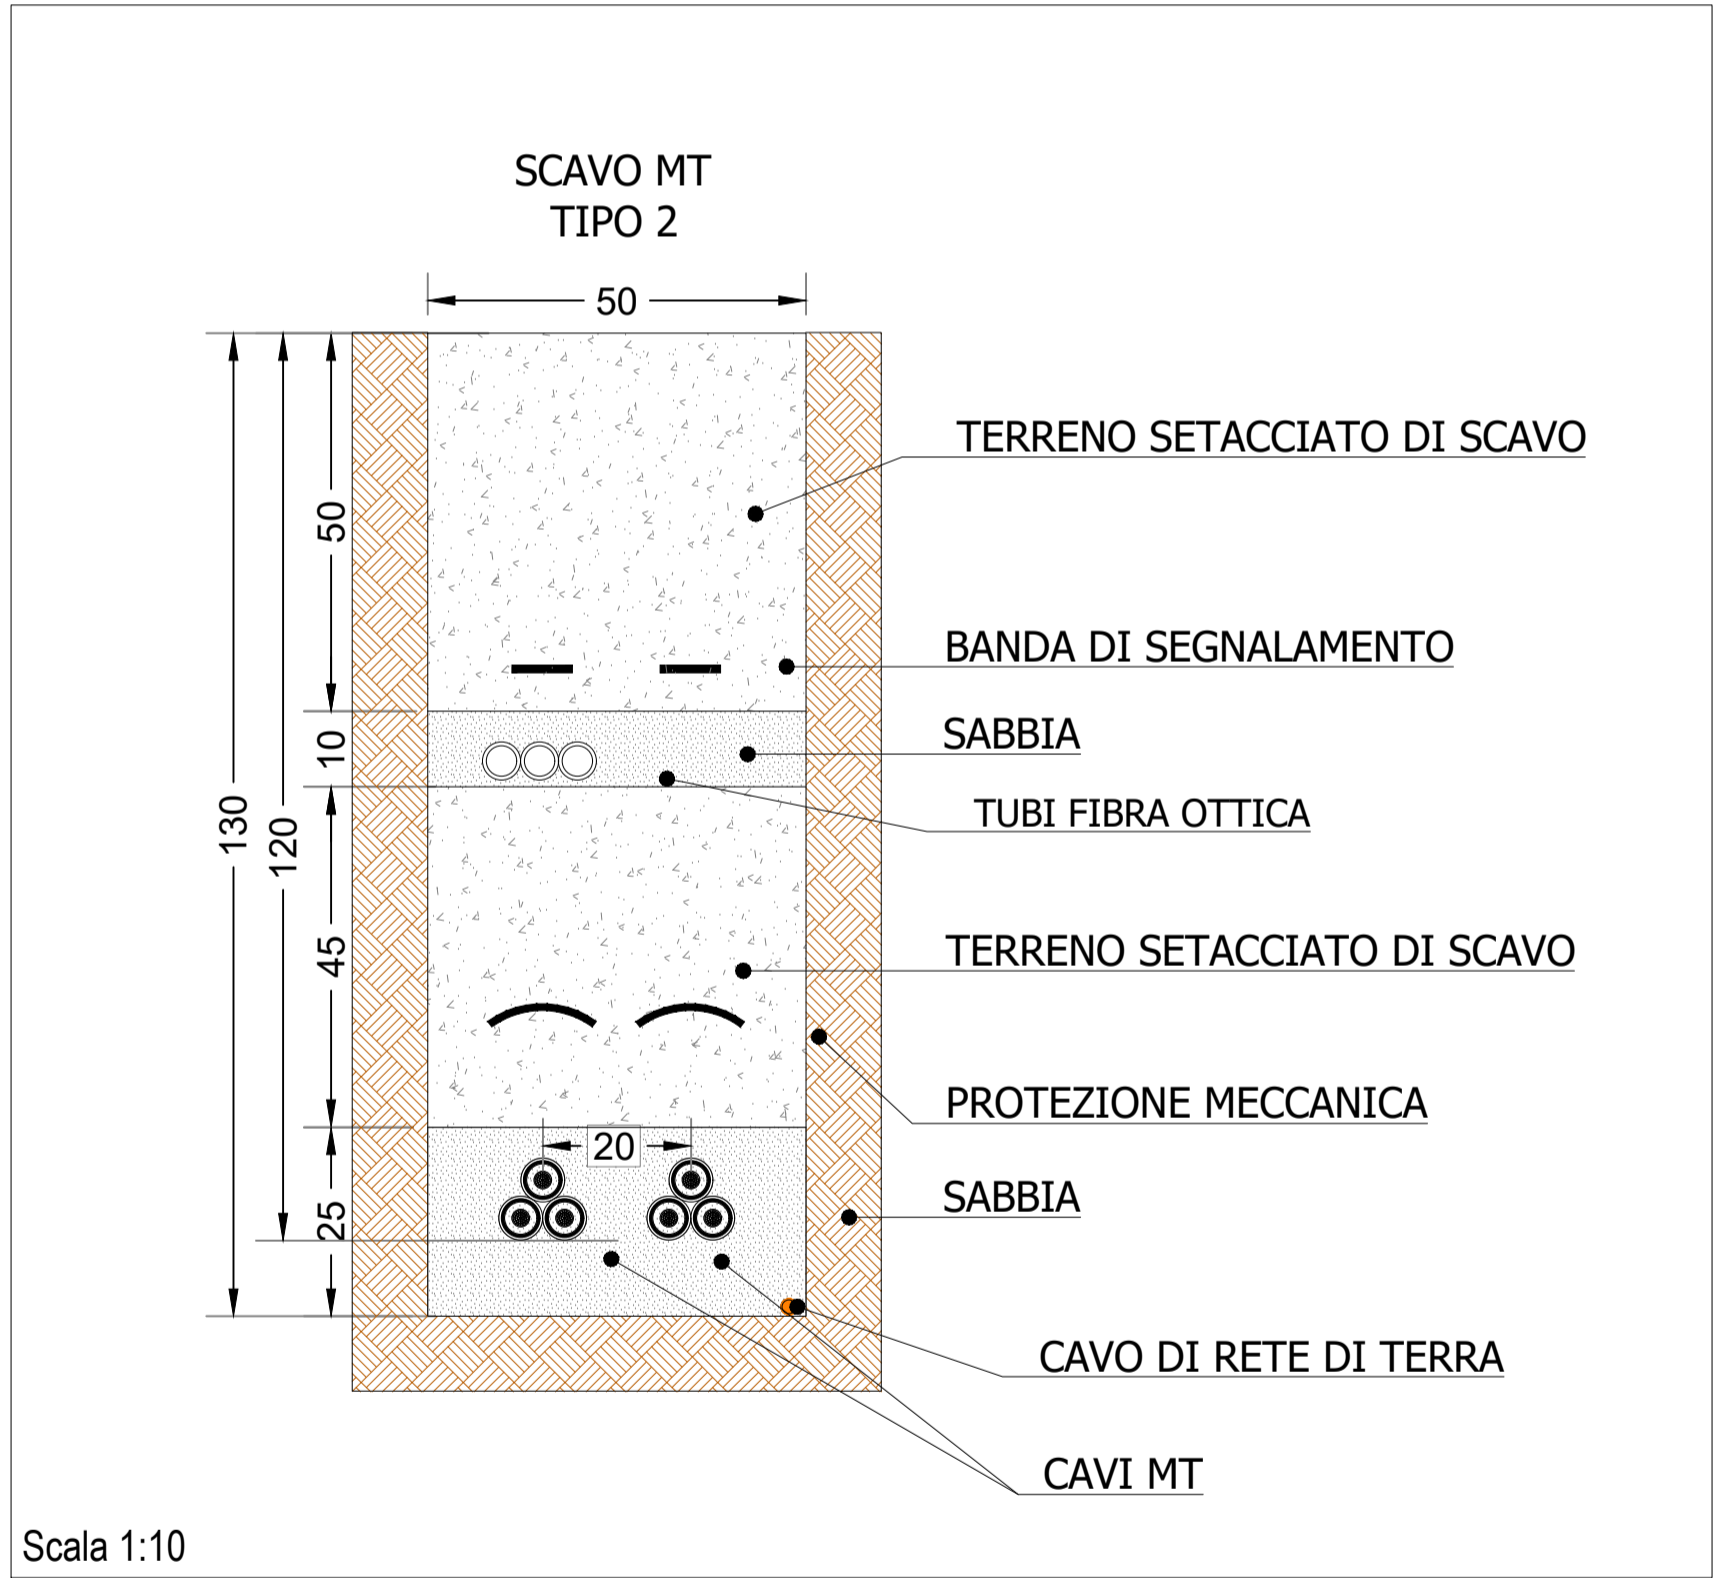 SCAVO MT
TIPO 2
50
50
10
130
120
45
25
20
TERRENO SETACCIATO DI SCAVO
BANDA DI SEGNALAMENTO
SABBIA
TUBI FIBRA OTTICA
TERRENO SETACCIATO DI SCAVO
PROTEZIONE MECCANICA
SABBIA
CAVO DI RETE DI TERRA
CAVI MT
Scala 1:10